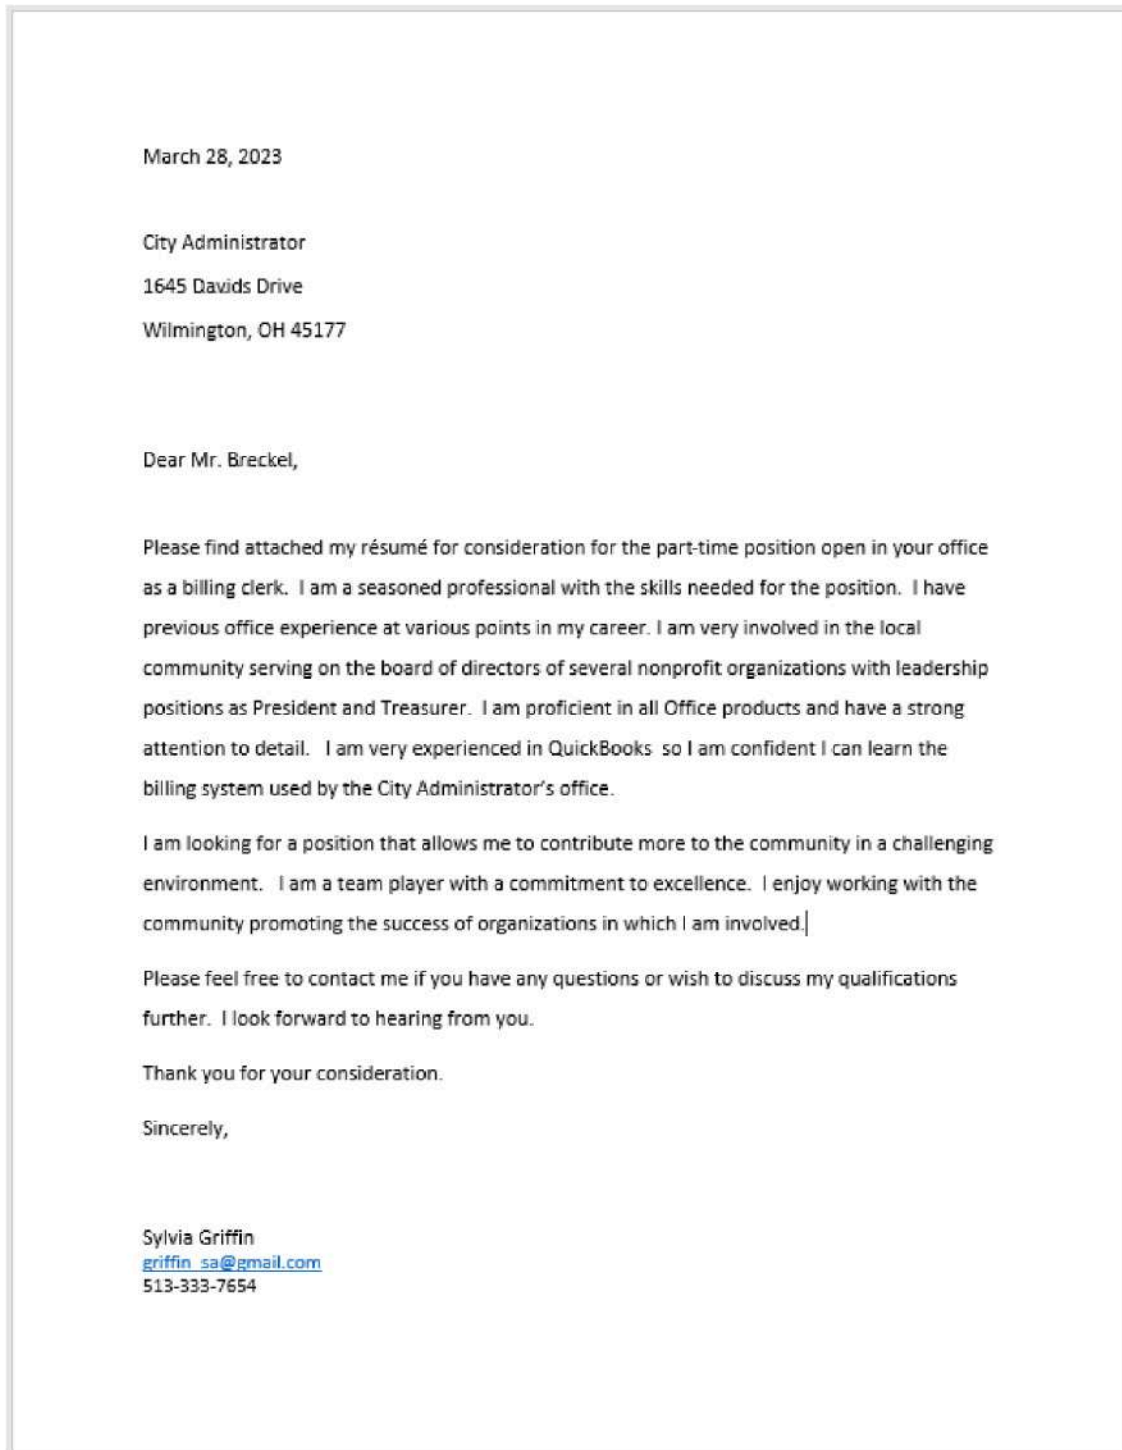 March 28, 2023
City Administrator
1645 Davids Drive
Wilmington, OH 45177
Dear Mr. Breckel,
Please find attached my résumé for consideration for the part-time position open in your office
as a billing clerk.  I am a seasoned professional with the skills needed for the position.  I have
previous office experience at various points in my career. I am very involved in the local
community serving on the board of directors of several nonprofit organizations with leadership
positions as President and Treasurer.  I am proficient in all Office products and have a strong
attention to detail.   I am very experienced in QuickBooks  so I am confident I can learn the
billing system used by the City Administrator’s office.
I am looking for a position that allows me to contribute more to the community in a challenging
environment.   I am a team player with a commitment to excellence.  I enjoy working with the
community promoting the success of organizations in which I am involved.
Please feel free to contact me if you have any questions or wish to discuss my qualifications
further.  I look forward to hearing from you.
Thank you for your consideration.
Sincerely,
Sylvia Griffin
griffin_sa@gmail.com
513-333-7654